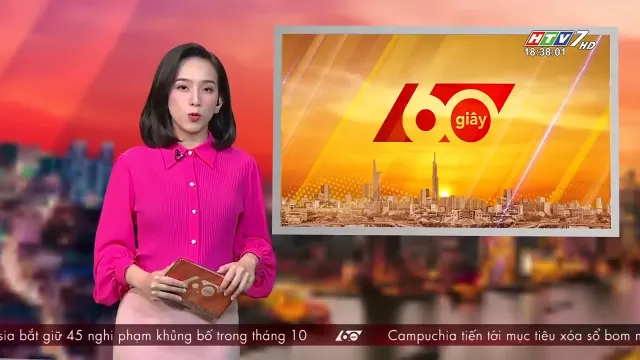 HTV7 HD
18:38:01
60 giây
sia bắt giữ 45 nghi phạm khủng bố trong tháng 10 60 Campuchia tiến tới mục tiêu xóa sổ bom